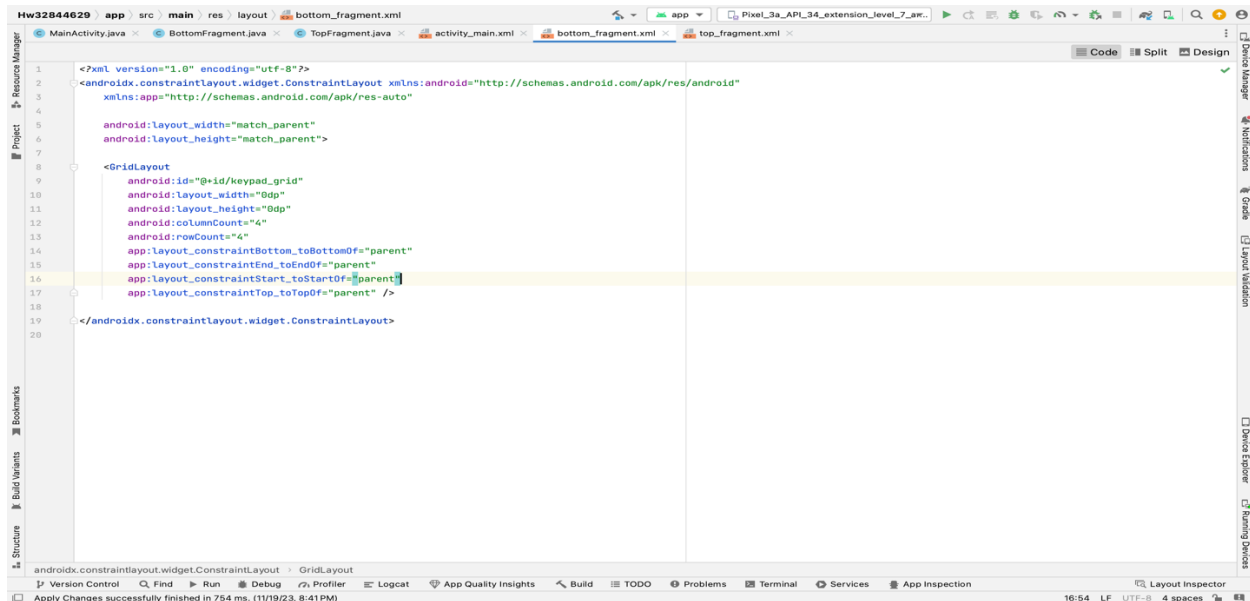 Hw32844629 app src main res layout bottom_fragment.xml app Pixel_3a_API_34_extension_level_7_
MainActivity.java BottomFragment.java TopFragment.java activity_main.xml bottom_fragment.xml top_fragment.xml
Code Split Design
1 <?xml version="1.0" encoding="utf-8"?>
2 <androidx.constraintlayout.widget.ConstraintLayout xmlns:android="http://schemas.android.com/apk/res/android"
3 xmlns:app="http://schemas.android.com/apk/res-auto"
4
5 android:layout_width="match_parent"
6 android:layout_height="match_parent">
7
8 <GridLayout
9 android:id="@+id/keypad_grid"
10 android:layout_width="0dp"
11 android:layout_height="0dp"
12 android:columnCount="4"
13 android:rowCount="4"
14 app:layout_constraintBottom_toBottomOf="parent"
15 app:layout_constraintEnd_toEndOf="parent"
16 app:layout_constraintStart_toStartOf="parent"
17 app:layout_constraintTop_toTopOf="parent" />
18
19 </androidx.constraintlayout.widget.ConstraintLayout>
20
Resource Manager
Project
Bookmarks
Build Variants
Structure
Device Manager
Notifications
Gradle
Layout Validation
Device Explorer
Running Devices
androidx.constraintlayout.widget.ConstraintLayout GridLayout
Version Control Find Run Debug Profiler Logcat App Quality Insights Build TODO Problems Terminal Services App Inspection Layout Inspector
Apply Changes successfully finished in 754 ms. (11/19/23, 8:41 PM) 16:54 LF UTF-8 4 spaces